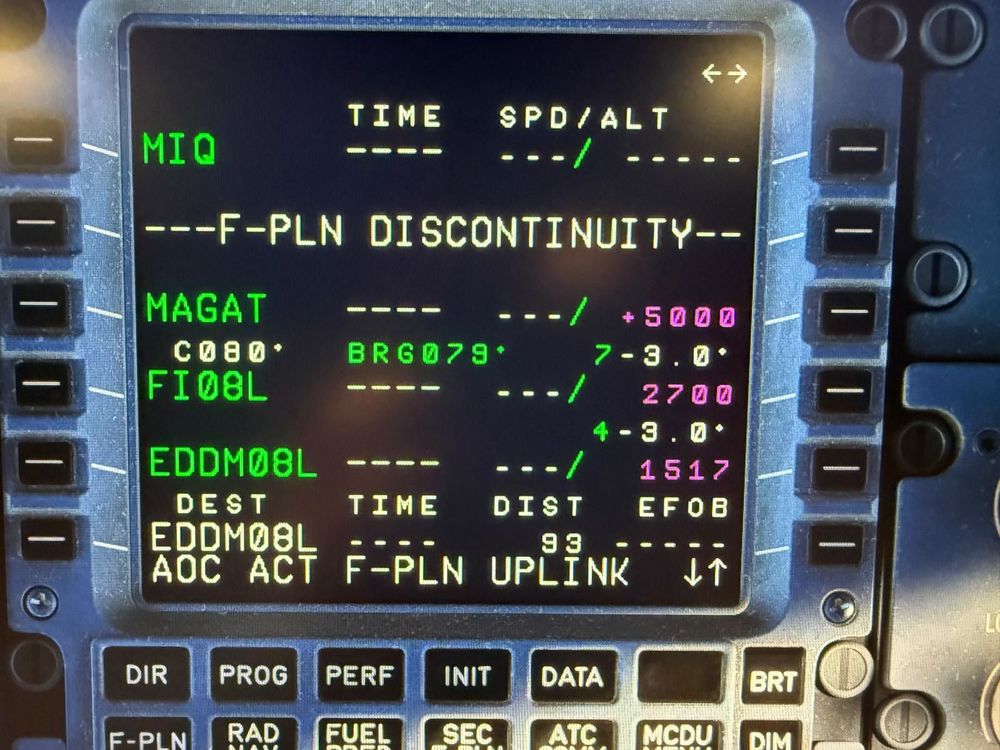 ←→
TIME SPD/ALT
MIQ ---- ---/ -----
---F-PLN DISCONTINUITY--
MAGAT ---- ---/ +5000
C080° BRG079° 7-3.0°
FI08L ---- ---/ 2700
4-3.0°
EDDM08L ---- ---/ 1517
DEST TIME DIST EFOB
EDDM08L ---- 93 -----
AOC ACT F-PLN UPLINK ↓↑
DIR PROG PERF INIT DATA BRT
F-PLN RAD NAV FUEL PRED SEC F-PLN ATC COMM MCDU MENU DIM